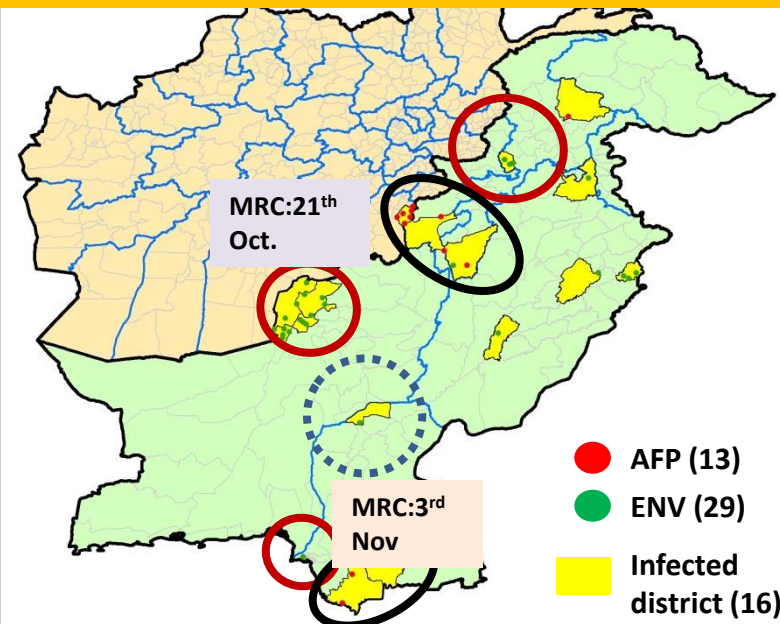 MRC:21th
Oct.
MRC:3rd
Nov
AFP (13)
ENV (29)
Infected
district (16)